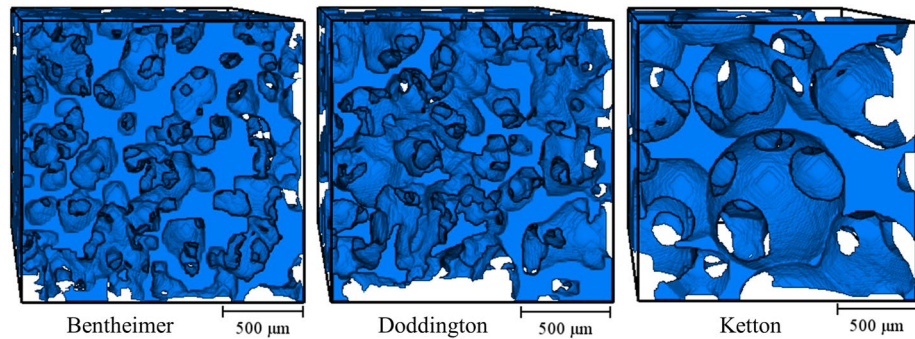 Bentheimer
500 μm
Doddington
500 μm
Ketton
500 μm